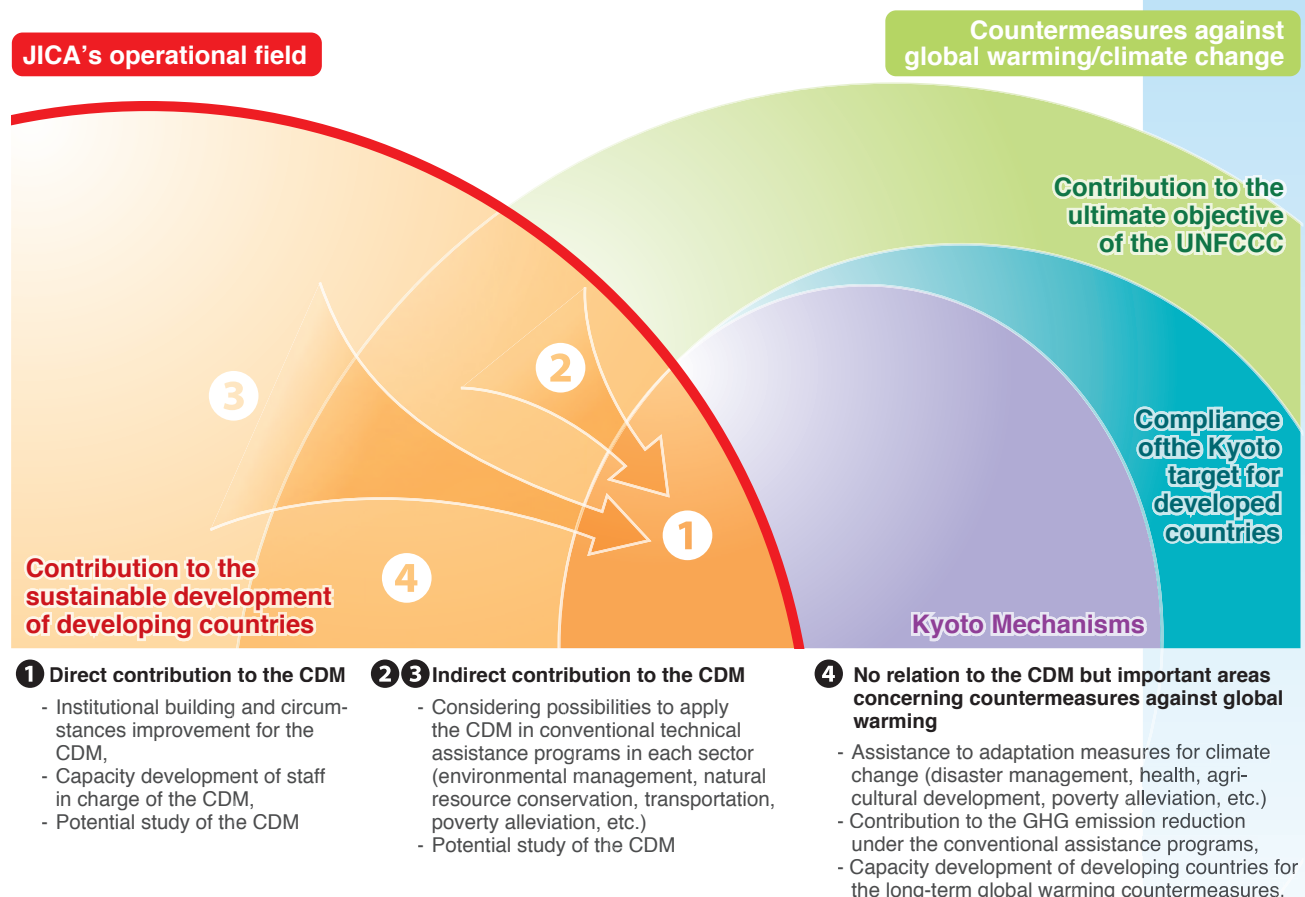 JICA's operational field
Countermeasures against
global warming/climate change
Contribution to the
ultimate objective
of the UNFCCC
Compliance
ofthe Kyoto
target for
developed
countries
Kyoto Mechanisms
3
2
1
4
Contribution to the
sustainable development
of developing countries
1 Direct contribution to the CDM
- Institutional building and circum-
stances improvement for the
CDM,
- Capacity development of staff
in charge of the CDM,
- Potential study of the CDM
2 3 Indirect contribution to the CDM
- Considering possibilities to apply
the CDM in conventional technical
assistance programs in each sector
(environmental management, natural
resource conservation, transportation,
poverty alleviation, etc.)
- Potential study of the CDM
4 No relation to the CDM but important areas
concerning countermeasures against global
warming
- Assistance to adaptation measures for climate
change (disaster management, health, agri-
cultural development, poverty alleviation, etc.)
- Contribution to the GHG emission reduction
under the conventional assistance programs,
- Capacity development of developing countries for
the long-term global warming countermeasures.